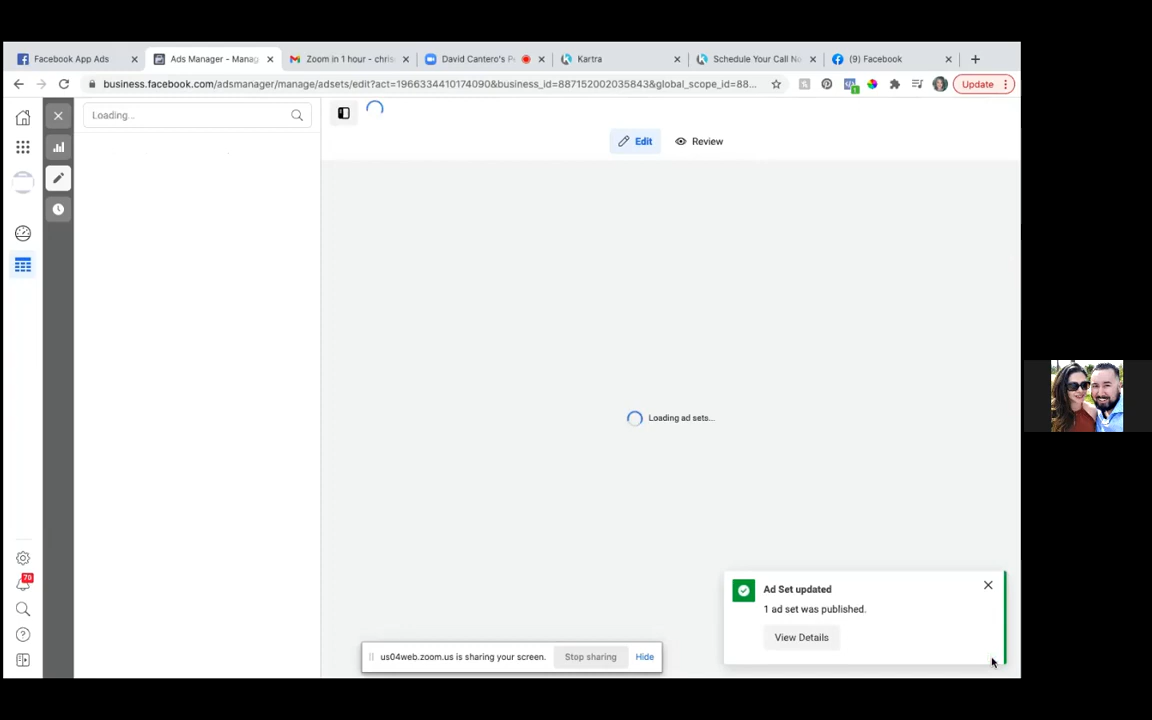 Facebook App Ads
Ads Manager - Manag
Zoom in 1 hour - chris
David Cantero's P
Kartra
Schedule Your Call No
(9) Facebook
business.facebook.com/adsmanager/manage/adsets/edit?act=1966334410174090&business_id=887152002035843&global_scope_id=88...
Update
Loading...
Edit
Review
Loading ad sets...
Ad Set updated
1 ad set was published.
View Details
70
us04web.zoom.us is sharing your screen.
Stop sharing
Hide